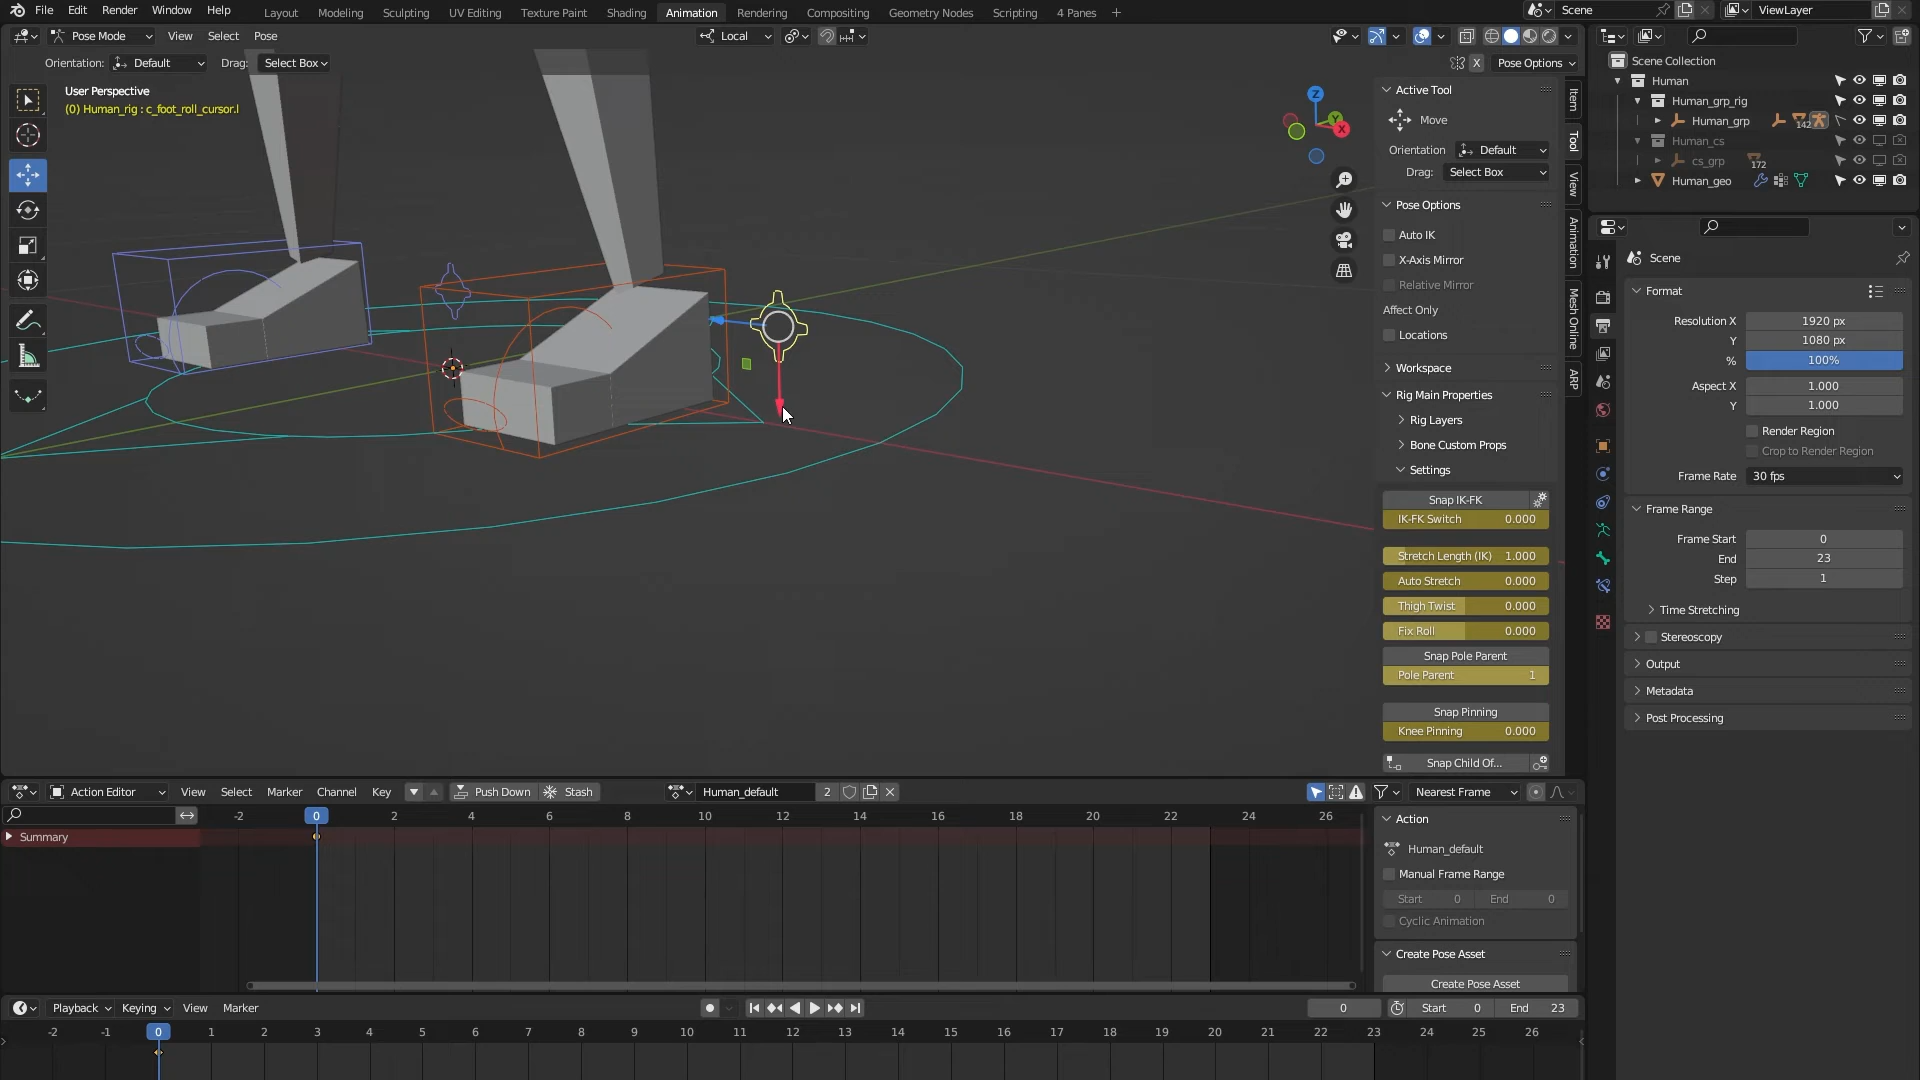 File Edit Render Window Help Layout Modeling Sculpting UV Editing Texture Paint Shading Animation Rendering Compositing Geometry Nodes Scripting 4 Panes + Scene ViewLayer
Pose Mode View Select Pose Local
Orientation: Default Drag: Select Box X Pose Options
User Perspective
(0) Human_rig : c_foot_roll_cursor.l
Z
Y
X
Active Tool
Move
Orientation Default
Drag: Select Box
Pose Options
Auto IK
X-Axis Mirror
Relative Mirror
Affect Only
Locations
Workspace
Rig Main Properties
Rig Layers
Bone Custom Props
Settings
Snap IK-FK
IK-FK Switch 0.000
Stretch Length (IK) 1.000
Auto Stretch 0.000
Thigh Twist 0.000
Fix Roll 0.000
Snap Pole Parent
Pole Parent 1
Snap Pinning
Knee Pinning 0.000
Snap Child Of...
Item
Tool
View
Animation
Mesh Online
ARP
Scene Collection
Human
Human_grp_rig
Human_grp 142
Human_cs
cs_grp 172
Human_geo
Scene
Format
Resolution X 1920 px
Y 1080 px
% 100%
Aspect X 1.000
Y 1.000
Render Region
Crop to Render Region
Frame Rate 30 fps
Frame Range
Frame Start 0
End 23
Step 1
Time Stretching
Stereoscopy
Output
Metadata
Post Processing
Action Editor View Select Marker Channel Key Push Down Stash Human_default 2 Nearest Frame
-2 0 2 4 6 8 10 12 14 16 18 20 22 24 26
Summary
Action
Human_default
Manual Frame Range
Start 0 End 0
Cyclic Animation
Create Pose Asset
Create Pose Asset
Playback Keying View Marker 0 Start 0 End 23
-2 -1 0 1 2 3 4 5 6 7 8 9 10 11 12 13 14 15 16 17 18 19 20 21 22 23 24 25 26